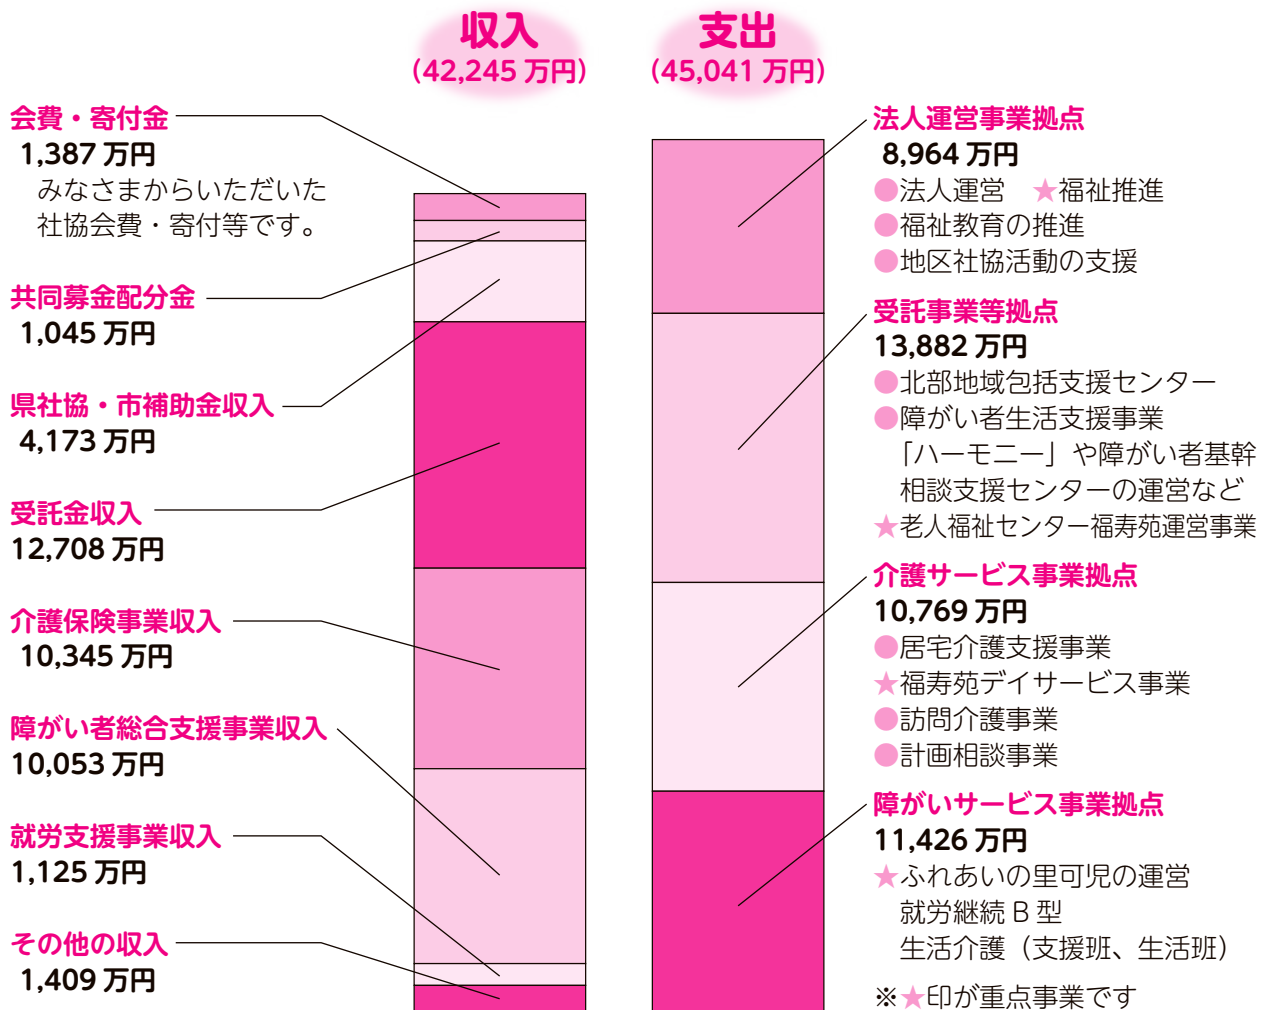 収入
(42,245 万円)
会費・寄付金
1,387 万円
みなさまからいただいた
社協会費・寄付等です。
共同募金配分金
1,045 万円
県社協・市補助金収入
4,173 万円
受託金収入
12,708 万円
介護保険事業収入
10,345 万円
障がい者総合支援事業収入
10,053 万円
就労支援事業収入
1,125 万円
その他の収入
1,409 万円
支出
(45,041 万円)
法人運営事業拠点
8,964 万円
●法人運営　★福祉推進
●福祉教育の推進
●地区社協活動の支援
受託事業等拠点
13,882 万円
●北部地域包括支援センター
●障がい者生活支援事業
「ハーモニー」や障がい者基幹
相談支援センターの運営など
★老人福祉センター福寿苑運営事業
介護サービス事業拠点
10,769 万円
●居宅介護支援事業
★福寿苑デイサービス事業
●訪問介護事業
●計画相談事業
障がいサービス事業拠点
11,426 万円
★ふれあいの里可児の運営
就労継続 B 型
生活介護（支援班、生活班）
※★印が重点事業です